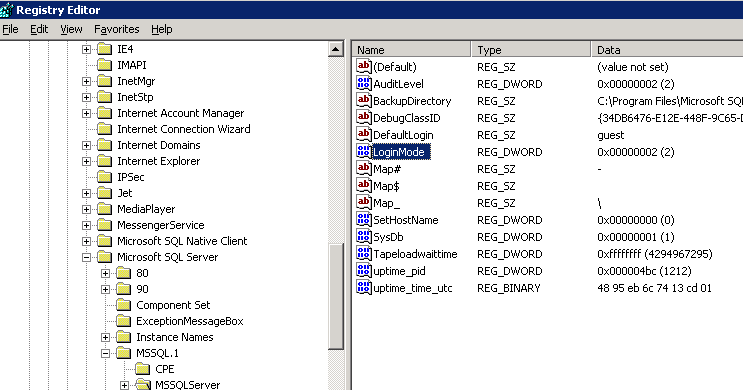 Registry Editor
File Edit View Favorites Help
IE4
IMAPI
InetMgr
InetStp
Internet Account Manager
Internet Connection Wizard
Internet Domains
Internet Explorer
IPSec
Jet
MediaPlayer
MessengerService
Microsoft SQL Native Client
Microsoft SQL Server
80
90
Component Set
ExceptionMessageBox
Instance Names
MSSQL.1
CPE
MSSQLServer
Name Type Data
(Default) REG_SZ (value not set)
AuditLevel REG_DWORD 0x00000002 (2)
BackupDirectory REG_SZ C:\Program Files\Microsoft SQ
DebugClassID REG_SZ {34DB6476-E12E-448F-9C65-D
DefaultLogin REG_SZ guest
LoginMode REG_DWORD 0x00000002 (2)
Map# REG_SZ -
Map$ REG_SZ
Map_ REG_SZ \
SetHostName REG_DWORD 0x00000000 (0)
SysDb REG_DWORD 0x00000001 (1)
Tapeloadwaittime REG_DWORD 0xffffffff (4294967295)
uptime_pid REG_DWORD 0x000004bc (1212)
uptime_time_utc REG_BINARY 48 95 eb 6c 74 13 cd 01